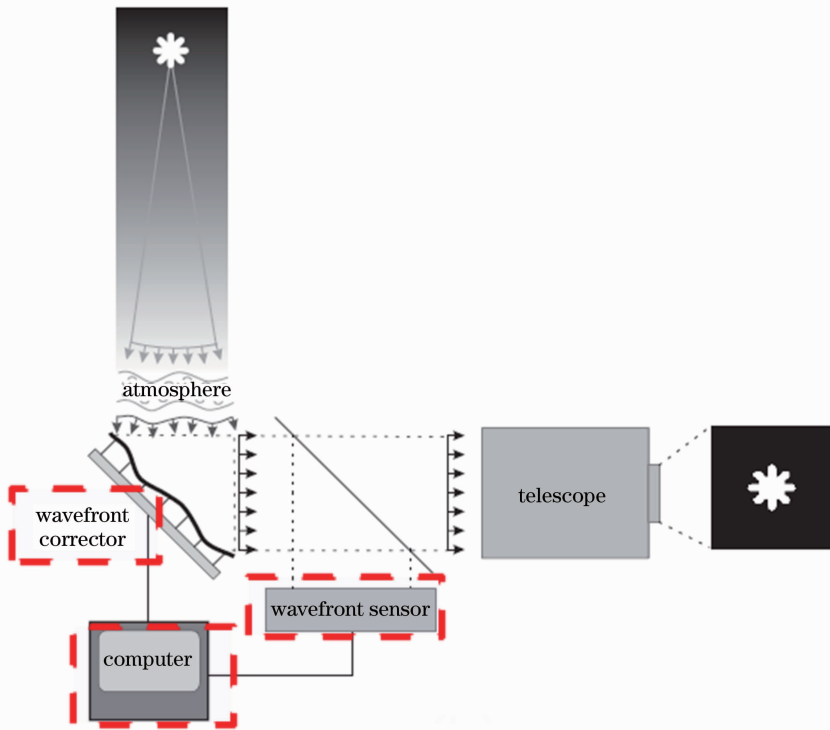 atmosphere
wavefront
corrector
telescope
wavefront sensor
computer